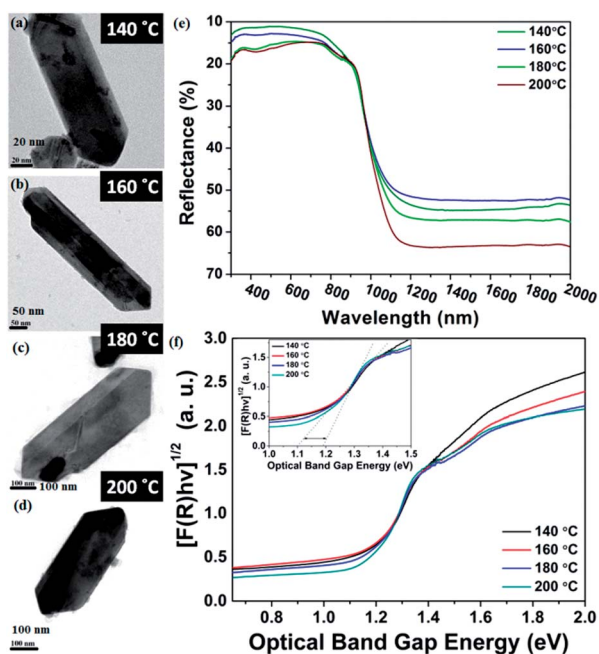 (a)
140 °C
20 nm
20 nm
(b)
160 °C
50 nm
50 nm
(c)
180 °C
100 nm
100 nm
(d)
200 °C
100 nm
100 nm
(e)
10
20
30
40
50
60
70
Reflectance (%)
140°C
160°C
180°C
200°C
400
600
800
1000
1200
1400
1600
1800
2000
Wavelength (nm)
(f)
3.0
2.5
2.0
1.5
1.0
0.5
0.0
[F(R)hν]1/2 (a. u.)
140 °C
160 °C
180 °C
200 °C
1.5
1.0
0.5
0.0
[F(R)hν]1/2 (a. u.)
1.0 1.1 1.2 1.3 1.4 1.5
Optical Band Gap Energy (eV)
140 °C
160 °C
180 °C
200 °C
0.8 1.0 1.2 1.4 1.6 1.8 2.0
Optical Band Gap Energy (eV)